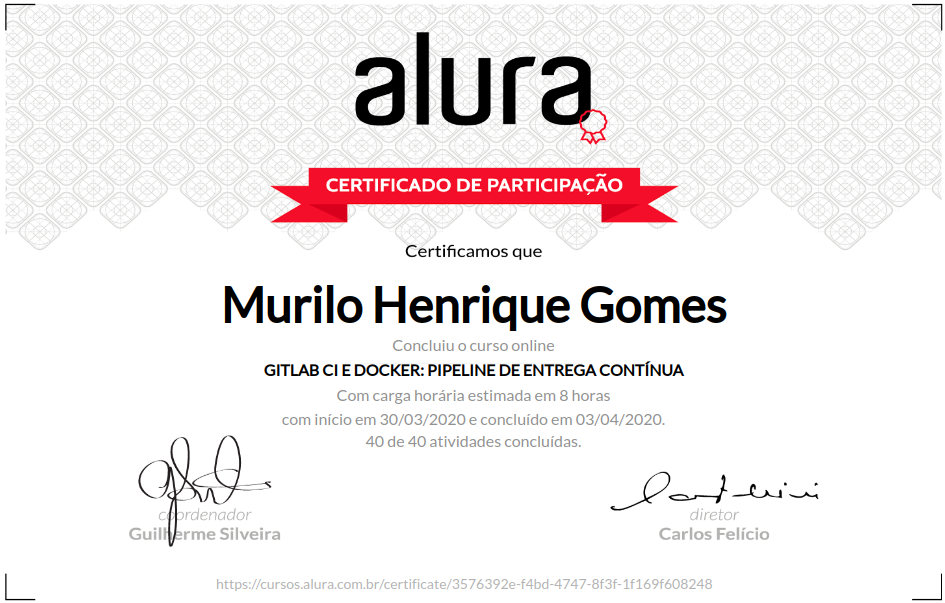 alura
CERTIFICADO DE PARTICIPAÇÃO
Certificamos que
Murilo Henrique Gomes
Concluiu o curso online
GITLAB CI E DOCKER: PIPELINE DE ENTREGA CONTÍNUA
Com carga horária estimada em 8 horas
com início em 30/03/2020 e concluído em 03/04/2020.
40 de 40 atividades concluídas.
coordenador
Guilherme Silveira
diretor
Carlos Felício
https://cursos.alura.com.br/certificate/3576392e-f4bd-4747-8f3f-1f169f608248